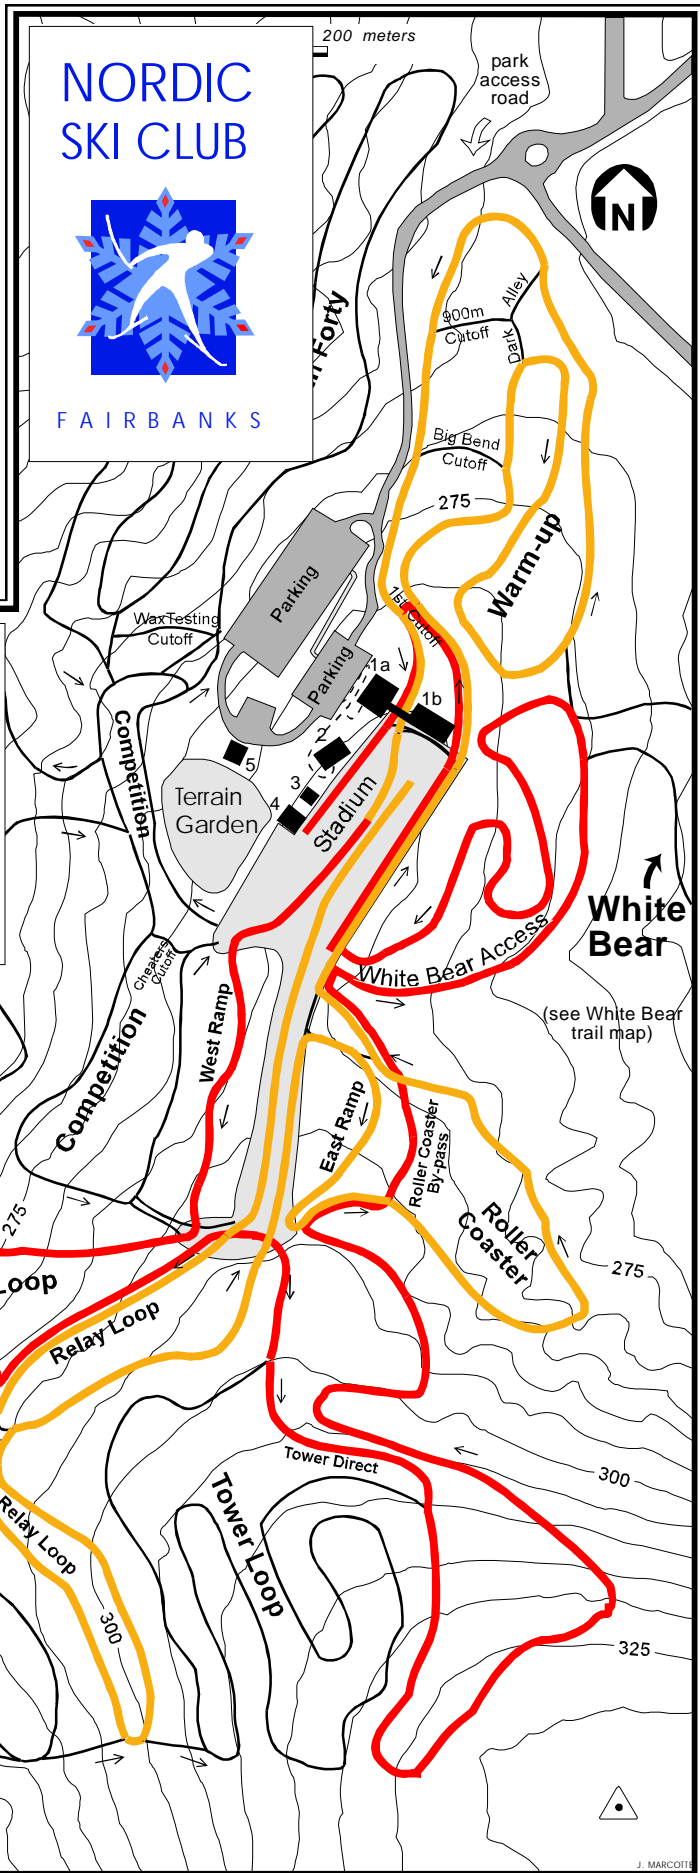 200 meters
NORDIC
SKI CLUB
FAIRBANKS
park
access
road
N
Forty
900m
Cutoff
Dark Alley
Big Bend
Cutoff
275
Warm-up
Parking
Parking
1st Cutoff
WaxTesting
Cutoff
1a
1b
2
3
4
5
Competition
Terrain
Garden
Stadium
White
Bear
White Bear Access
(see White Bear
trail map)
Cheaters
Cutoff
Competition
West Ramp
East Ramp
Roller Coaster
By-pass
Roller
Coaster
275
275
Loop
Relay Loop
Tower Direct
300
Tower Loop
Relay Loop
300
325
J. MARCOTTE